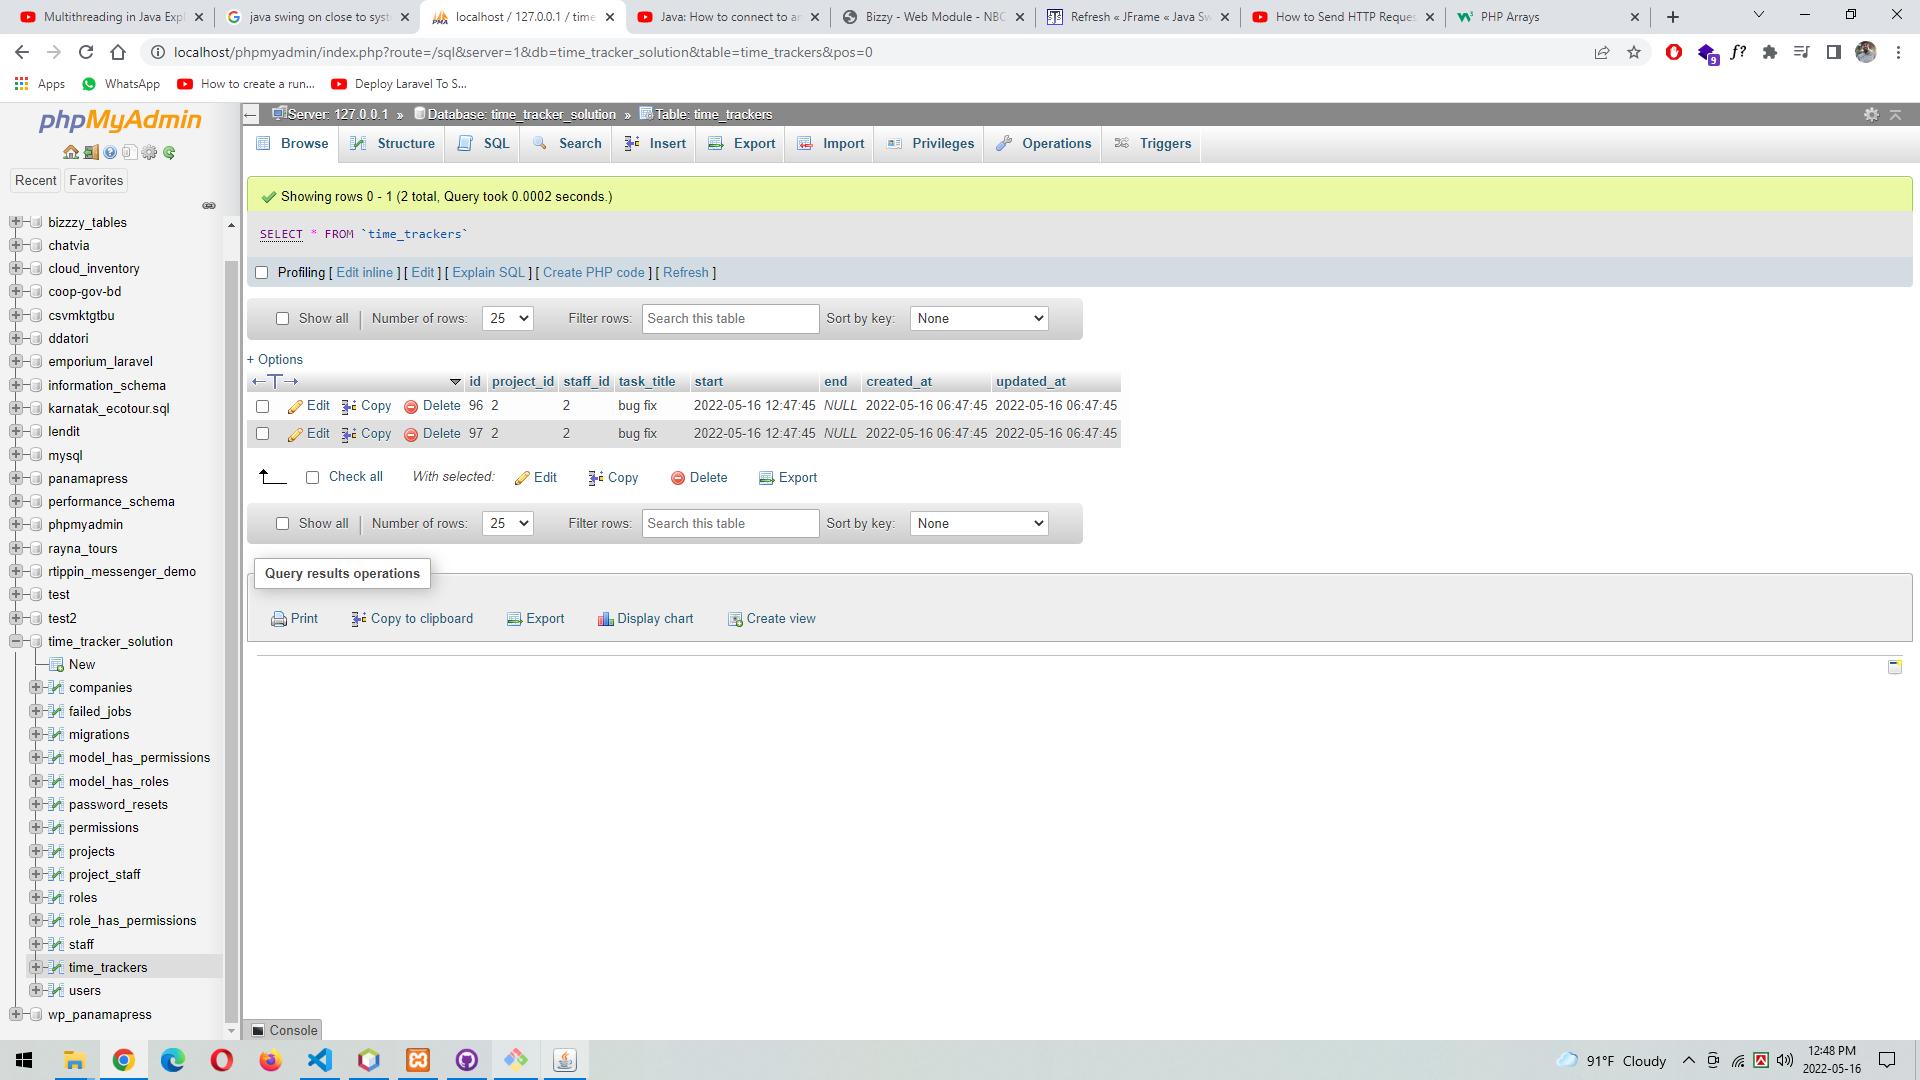 Multithreading in Java Expl
java swing on close to syst
localhost / 127.0.0.1 / time
Java: How to connect to an
Bizzy - Web Module - NBC
Refresh « JFrame « Java Sw
How to Send HTTP Reques
PHP Arrays
localhost/phpmyadmin/index.php?route=/sql&server=1&db=time_tracker_solution&table=time_trackers&pos=0
Apps WhatsApp How to create a run... Deploy Laravel To S...
phpMyAdmin
Recent Favorites
bizzzy_tables
chatvia
cloud_inventory
coop-gov-bd
csvmktgtbu
ddatori
emporium_laravel
information_schema
karnatak_ecotour.sql
lendit
mysql
panamapress
performance_schema
phpmyadmin
rayna_tours
rtippin_messenger_demo
test
test2
time_tracker_solution
New
companies
failed_jobs
migrations
model_has_permissions
model_has_roles
password_resets
permissions
projects
project_staff
roles
role_has_permissions
staff
time_trackers
users
wp_panamapress
Server: 127.0.0.1 » Database: time_tracker_solution » Table: time_trackers
Browse Structure SQL Search Insert Export Import Privileges Operations Triggers
Showing rows 0 - 1 (2 total, Query took 0.0002 seconds.)
SELECT * FROM `time_trackers`
Profiling [ Edit inline ] [ Edit ] [ Explain SQL ] [ Create PHP code ] [ Refresh ]
Show all | Number of rows: 25 Filter rows: Search this table Sort by key: None
+ Options
id project_id staff_id task_title start end created_at updated_at
Edit Copy Delete 96 2 2 bug fix 2022-05-16 12:47:45 NULL 2022-05-16 06:47:45 2022-05-16 06:47:45
Edit Copy Delete 97 2 2 bug fix 2022-05-16 12:47:45 NULL 2022-05-16 06:47:45 2022-05-16 06:47:45
Check all With selected: Edit Copy Delete Export
Show all | Number of rows: 25 Filter rows: Search this table Sort by key: None
Query results operations
Print Copy to clipboard Export Display chart Create view
Console
91°F Cloudy
12:48 PM
2022-05-16